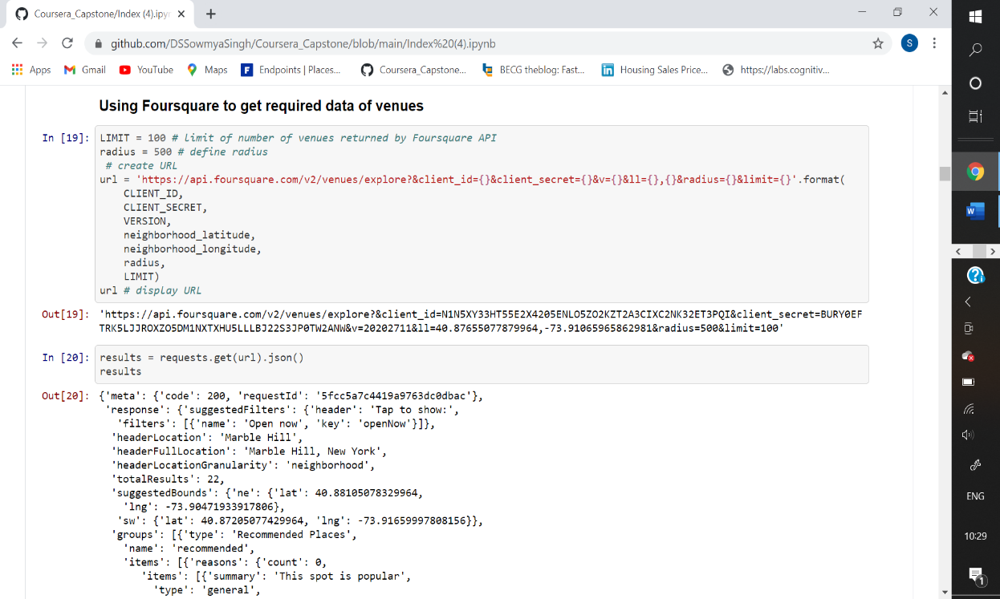 Coursera_Capstone/Index (4).ipyn
github.com/DSSowmyaSingh/Coursera_Capstone/blob/main/Index%20(4).ipynb
S
Apps
Gmail
YouTube
Maps
F
Endpoints | Places...
Coursera_Capstone...
BECG theblog: Fast...
in
Housing Sales Price...
https://labs.cognitiv...
Using Foursquare to get required data of venues
In [19]:
LIMIT = 100 # limit of number of venues returned by Foursquare API
radius = 500 # define radius
# create URL
url = 'https://api.foursquare.com/v2/venues/explore?&client_id={}&client_secret={}&v={}&ll={},{}&radius={}&limit={}'.format(
CLIENT_ID,
CLIENT_SECRET,
VERSION,
neighborhood_latitude,
neighborhood_longitude,
radius,
LIMIT)
url # display URL
Out[19]:
'https://api.foursquare.com/v2/venues/explore?&client_id=N1N5XY33HT55E2X4205ENLO5ZO2KZT2A3CIXC2NK32ET3PQI&client_secret=BURY0EF
TRK5LJJROXZO5DM1NXTXHU5LLLBJ22S3JP0TW2ANW&v=20202711&ll=40.87655077879964,-73.91065965862981&radius=500&limit=100'
In [20]:
results = requests.get(url).json()
results
Out[20]:
{'meta': {'code': 200, 'requestId': '5fcc5a7c4419a9763dc0dbac'},
'response': {'suggestedFilters': {'header': 'Tap to show:',
'filters': [{'name': 'Open now', 'key': 'openNow'}]},
'headerLocation': 'Marble Hill',
'headerFullLocation': 'Marble Hill, New York',
'headerLocationGranularity': 'neighborhood',
'totalResults': 22,
'suggestedBounds': {'ne': {'lat': 40.88105078329964,
'lng': -73.90471933917806},
'sw': {'lat': 40.87205077429964, 'lng': -73.91659997808156}},
'groups': [{'type': 'Recommended Places',
'name': 'recommended',
'items': [{'reasons': {'count': 0,
'items': [{'summary': 'This spot is popular',
'type': 'general',
W
ENG
10:29
1